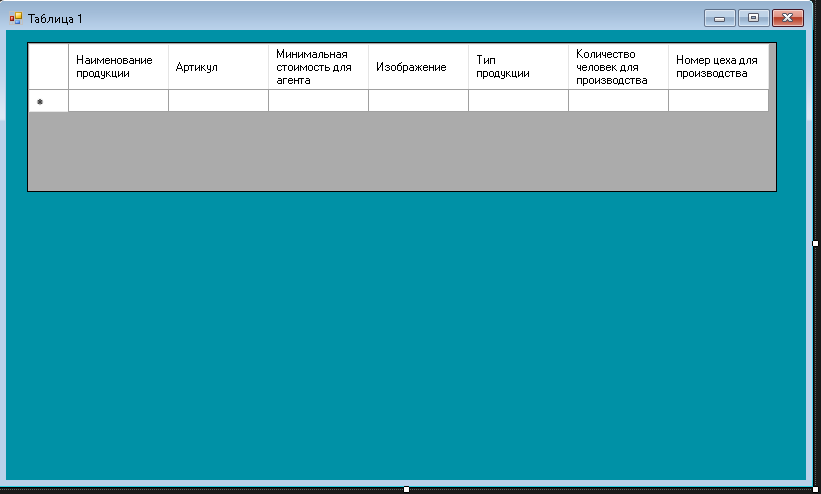 Таблица 1
Наименование
продукции
Артикул
Минимальная
стоимость для
агента
Изображение
Тип
продукции
Количество
человек для
производства
Номер цеха для
производства